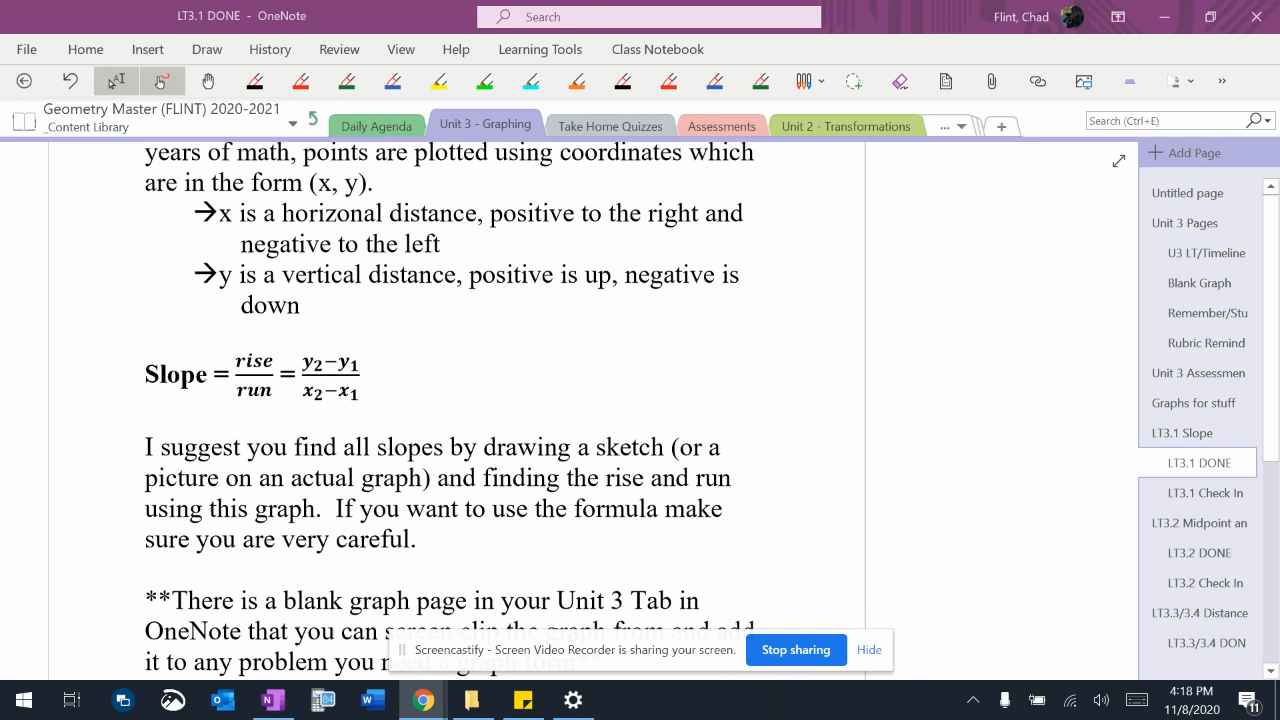 LT3.1 DONE - OneNote
Search
Flint, Chad
File Home Insert Draw History Review View Help Learning Tools Class Notebook
Geometry Master (FLINT) 2020-2021
_Content Library
Daily Agenda Unit 3 - Graphing Take Home Quizzes Assessments Unit 2 - Transformations ... +
Search (Ctrl+E)
years of math, points are plotted using coordinates which
are in the form (x, y).
→x is a horizonal distance, positive to the right and
negative to the left
→y is a vertical distance, positive is up, negative is
down
Slope = rise/run = y₂−y₁/x₂−x₁
I suggest you find all slopes by drawing a sketch (or a
picture on an actual graph) and finding the rise and run
using this graph. If you want to use the formula make
sure you are very careful.
**There is a blank graph page in your Unit 3 Tab in
OneNote that you can screen clip the graph from and add
it to any problem you need a graph form**
Screencastify - Screen Video Recorder is sharing your screen. Stop sharing Hide
Add Page
Untitled page
Unit 3 Pages
U3 LT/Timeline
Blank Graph
Remember/Stu
Rubric Remind
Unit 3 Assessmen
Graphs for stuff
LT3.1 Slope
LT3.1 DONE
LT3.1 Check In
LT3.2 Midpoint an
LT3.2 DONE
LT3.2 Check In
LT3.3/3.4 Distance
LT3.3/3.4 DON
4:18 PM
11/8/2020
11